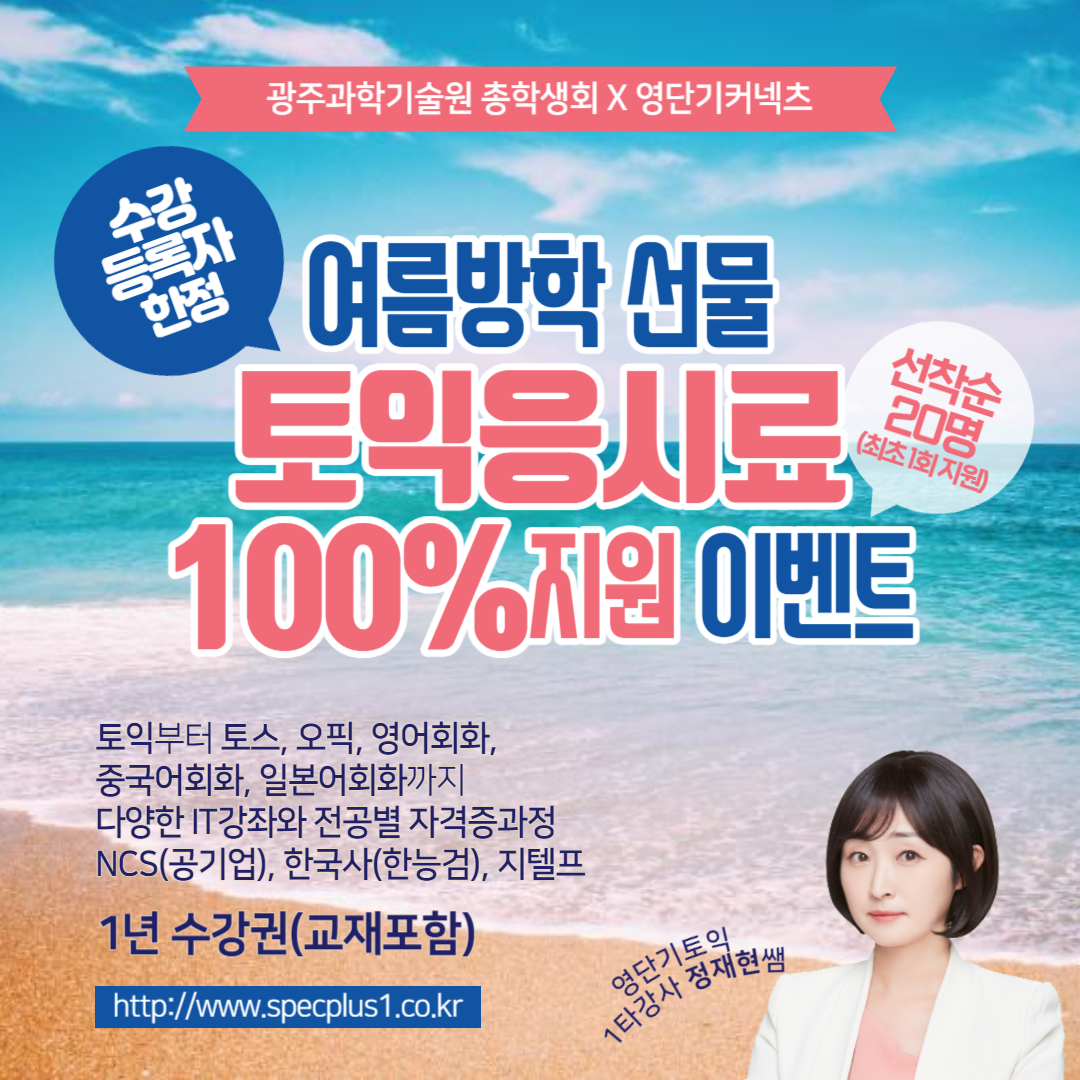 광주과학기술원 총학생회 X 영단기커넥츠
수강
등록자
한정
여름방학 선물
토익응시료
100%지원 이벤트
선착순
20명
(최초 1회 지원)
토익부터 토스, 오픽, 영어회화,
중국어회화, 일본어회화까지
다양한 IT강좌와 전공별 자격증과정
NCS(공기업), 한국사(한능검), 지텔프
1년 수강권(교재포함)
http://www.specplus1.co.kr
영단기토익
1타강사 정재현쌤